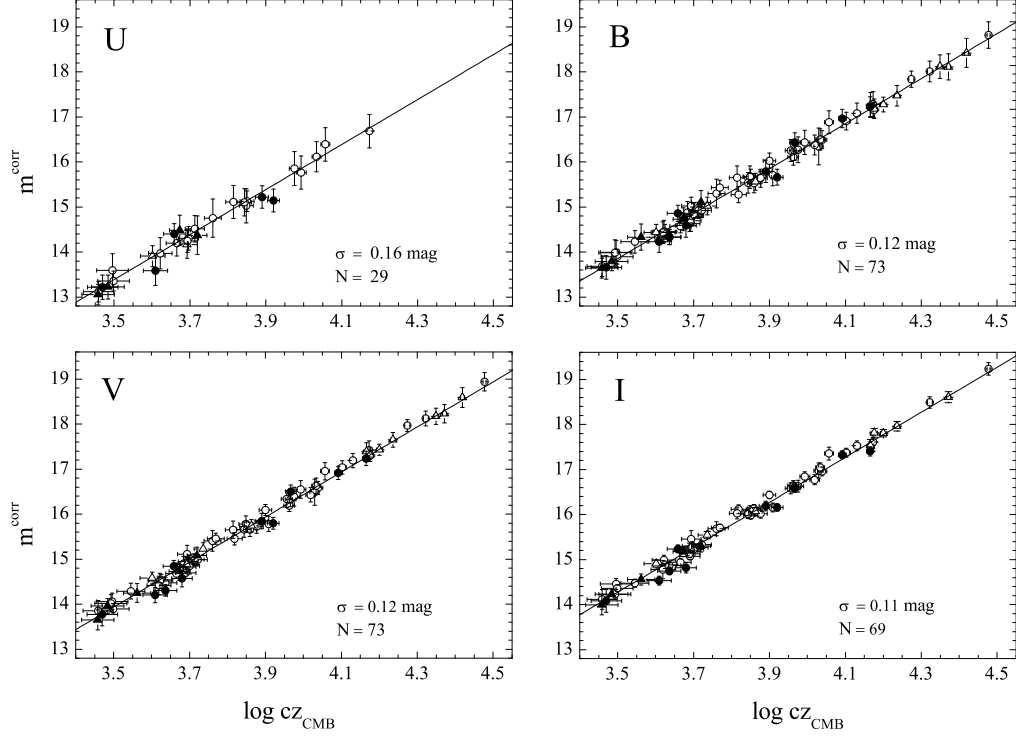 U
19
18
17
16
15
14
13
m^corr
σ = 0.16 mag
N = 29
3.5 3.7 3.9 4.1 4.3 4.5
B
19
18
17
16
15
14
13
σ = 0.12 mag
N = 73
3.5 3.7 3.9 4.1 4.3 4.5
V
19
18
17
16
15
14
13
m^corr
σ = 0.12 mag
N = 73
3.5 3.7 3.9 4.1 4.3 4.5
log cz_CMB
I
19
18
17
16
15
14
13
σ = 0.11 mag
N = 69
3.5 3.7 3.9 4.1 4.3 4.5
log cz_CMB